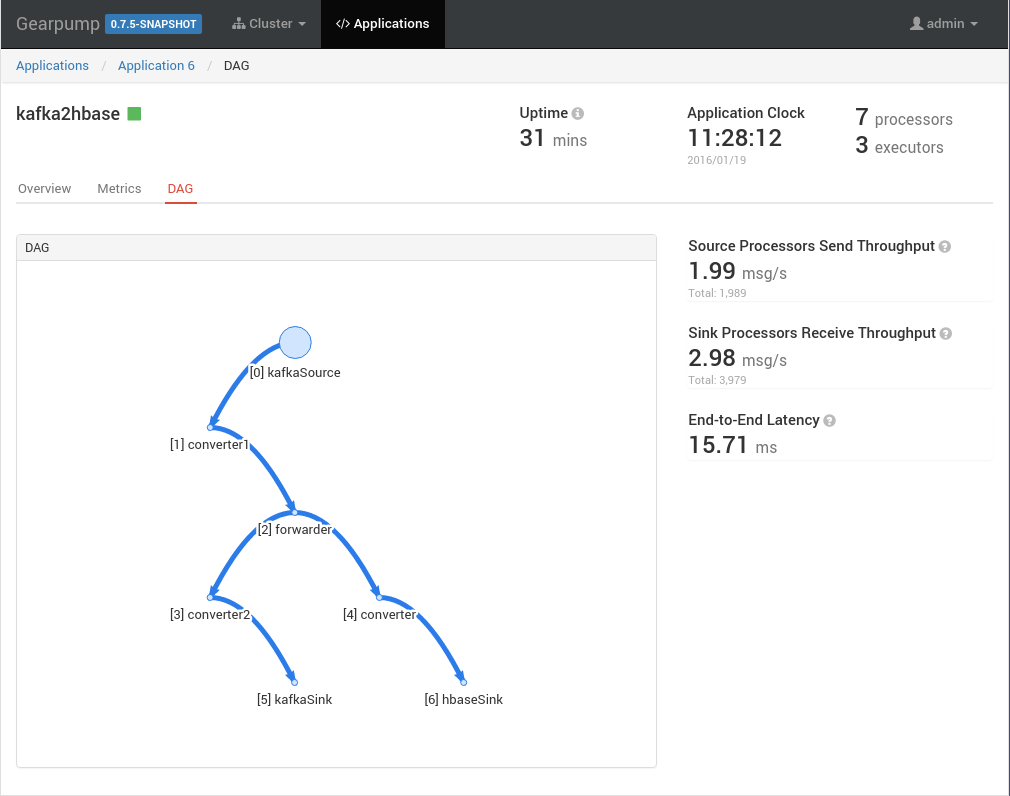 Gearpump 0.7.5-SNAPSHOT Cluster </> Applications admin
Applications / Application 6 / DAG
kafka2hbase
Uptime
31 mins
Application Clock
11:28:12
2016/01/19
7 processors
3 executors
Overview Metrics DAG
DAG
[0] kafkaSource
[1] converter1
[2] forwarder
[3] converter2
[4] converter
[5] kafkaSink
[6] hbaseSink
Source Processors Send Throughput
1.99 msg/s
Total: 1,989
Sink Processors Receive Throughput
2.98 msg/s
Total: 3,979
End-to-End Latency
15.71 ms